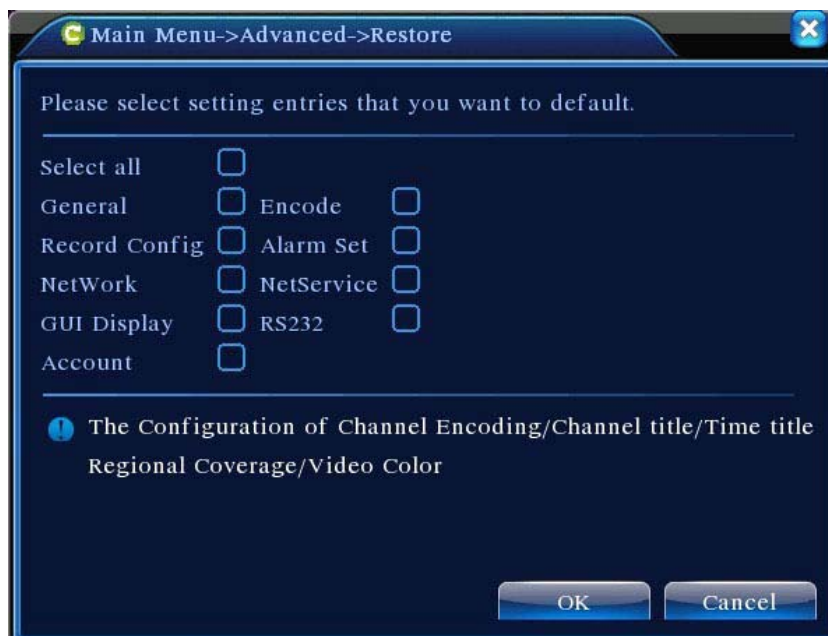 Main Menu->Advanced->Restore
Please select setting entries that you want to default.
Select all
General Encode
Record Config Alarm Set
NetWork NetService
GUI Display RS232
Account
The Configuration of Channel Encoding/Channel title/Time title
Regional Coverage/Video Color
OK Cancel